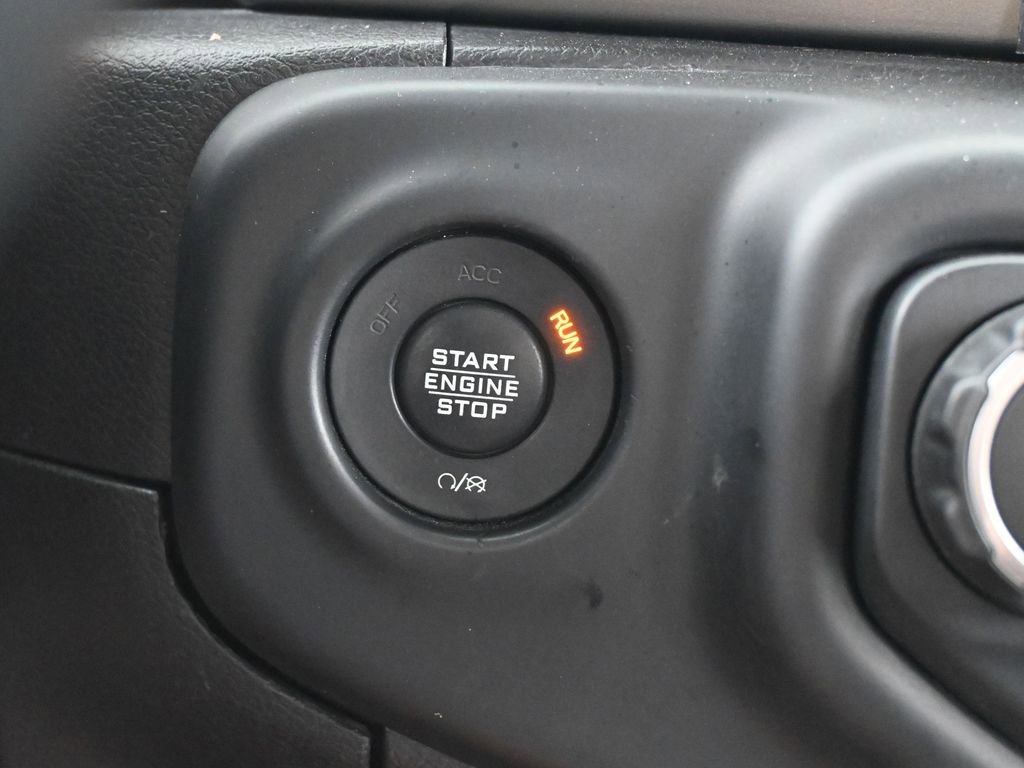 ACC
OFF
RUN
START
ENGINE
STOP